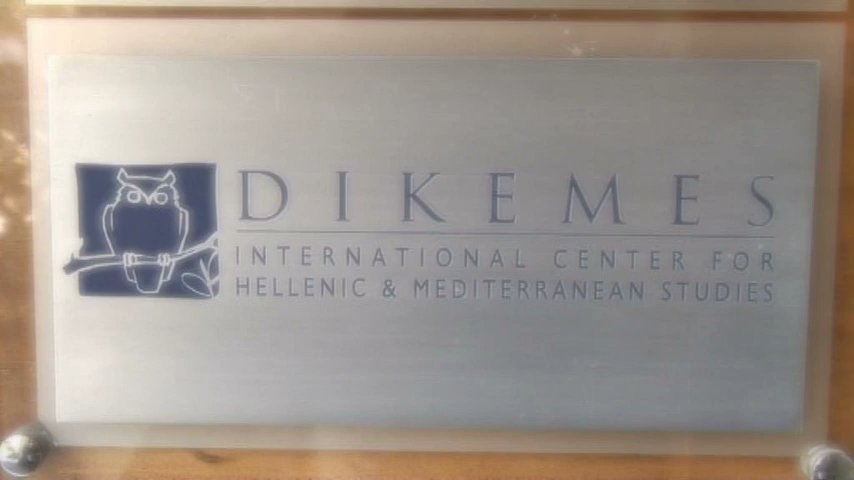 DIKEMES
INTERNATIONAL CENTER FOR
HELLENIC & MEDITERRANEAN STUDIES